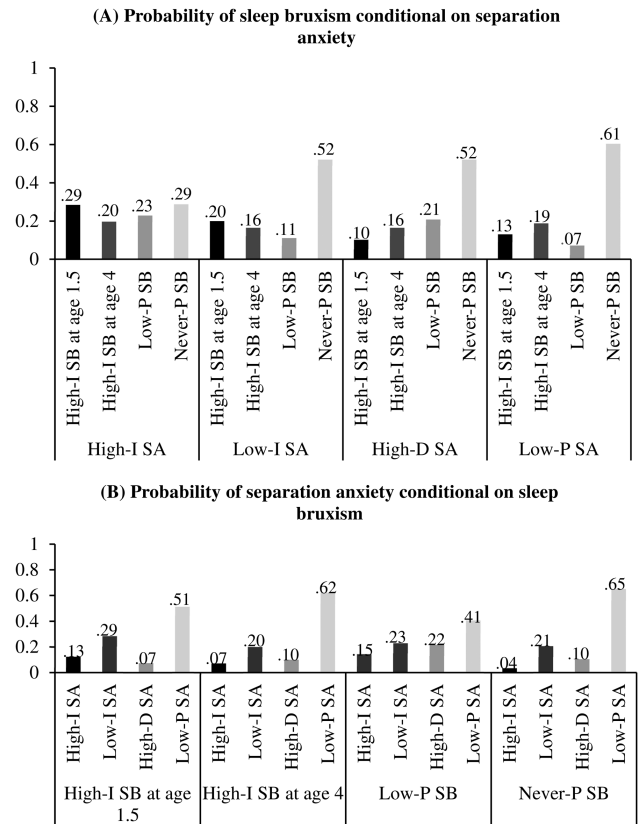 (A) Probability of sleep bruxism conditional on separation
anxiety
1
0.8
0.6
0.4
0.2
0
.29
.20
.23
.29
.20
.16
.11
.52
.10
.16
.21
.52
.13
.19
.07
.61
High-I SB at age 1.5
High-I SB at age 4
Low-P SB
Never-P SB
High-I SB at age 1.5
High-I SB at age 4
Low-P SB
Never-P SB
High-I SB at age 1.5
High-I SB at age 4
Low-P SB
Never-P SB
High-I SB at age 1.5
High-I SB at age 4
Low-P SB
Never-P SB
High-I SA
Low-I SA
High-D SA
Low-P SA
(B) Probability of separation anxiety conditional on sleep
bruxism
1
0.8
0.6
0.4
0.2
0
.13
.29
.07
.51
.07
.20
.10
.62
.15
.23
.22
.41
.04
.21
.10
.65
High-I SA
Low-I SA
High-D SA
Low-P SA
High-I SA
Low-I SA
High-D SA
Low-P SA
High-I SA
Low-I SA
High-D SA
Low-P SA
High-I SA
Low-I SA
High-D SA
Low-P SA
High-I SB at age
1.5
High-I SB at age 4
Low-P SB
Never-P SB